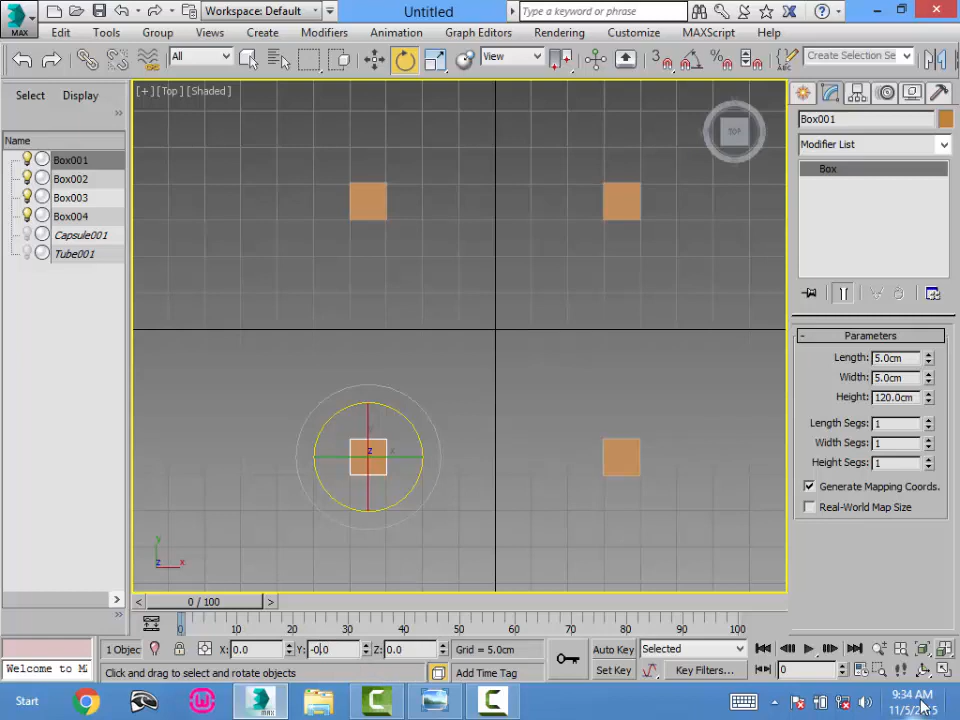 MAX
Workspace: Default
Untitled
Type a keyword or phrase
Edit Tools Group Views Create Modifiers Animation Graph Editors Rendering Customize MAXScript Help
All
View
Create Selection Se
Select Display
Name
Box001
Box002
Box003
Box004
Capsule001
Tube001
[+] [Top] [Shaded]
TOP
z x
y
z x
Box001
Modifier List
Box
Parameters
Length: 5.0cm
Width: 5.0cm
Height: 120.0cm
Length Segs: 1
Width Segs: 1
Height Segs: 1
Generate Mapping Coords.
Real-World Map Size
0 / 100
0 10 20 30 40 50 60 70 80 90 100
1 Objec X: 0.0 Y: -0.0 Z: 0.0 Grid = 5.0cm Auto Key Selected
Welcome to M Click and drag to select and rotate objects Add Time Tag Set Key Key Filters... 0
Start
MAX
9:34 AM